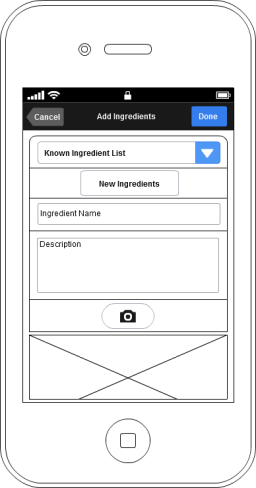 Cancel
Add Ingredients
Done
Known Ingredient List
New Ingredients
Ingredient Name
Description